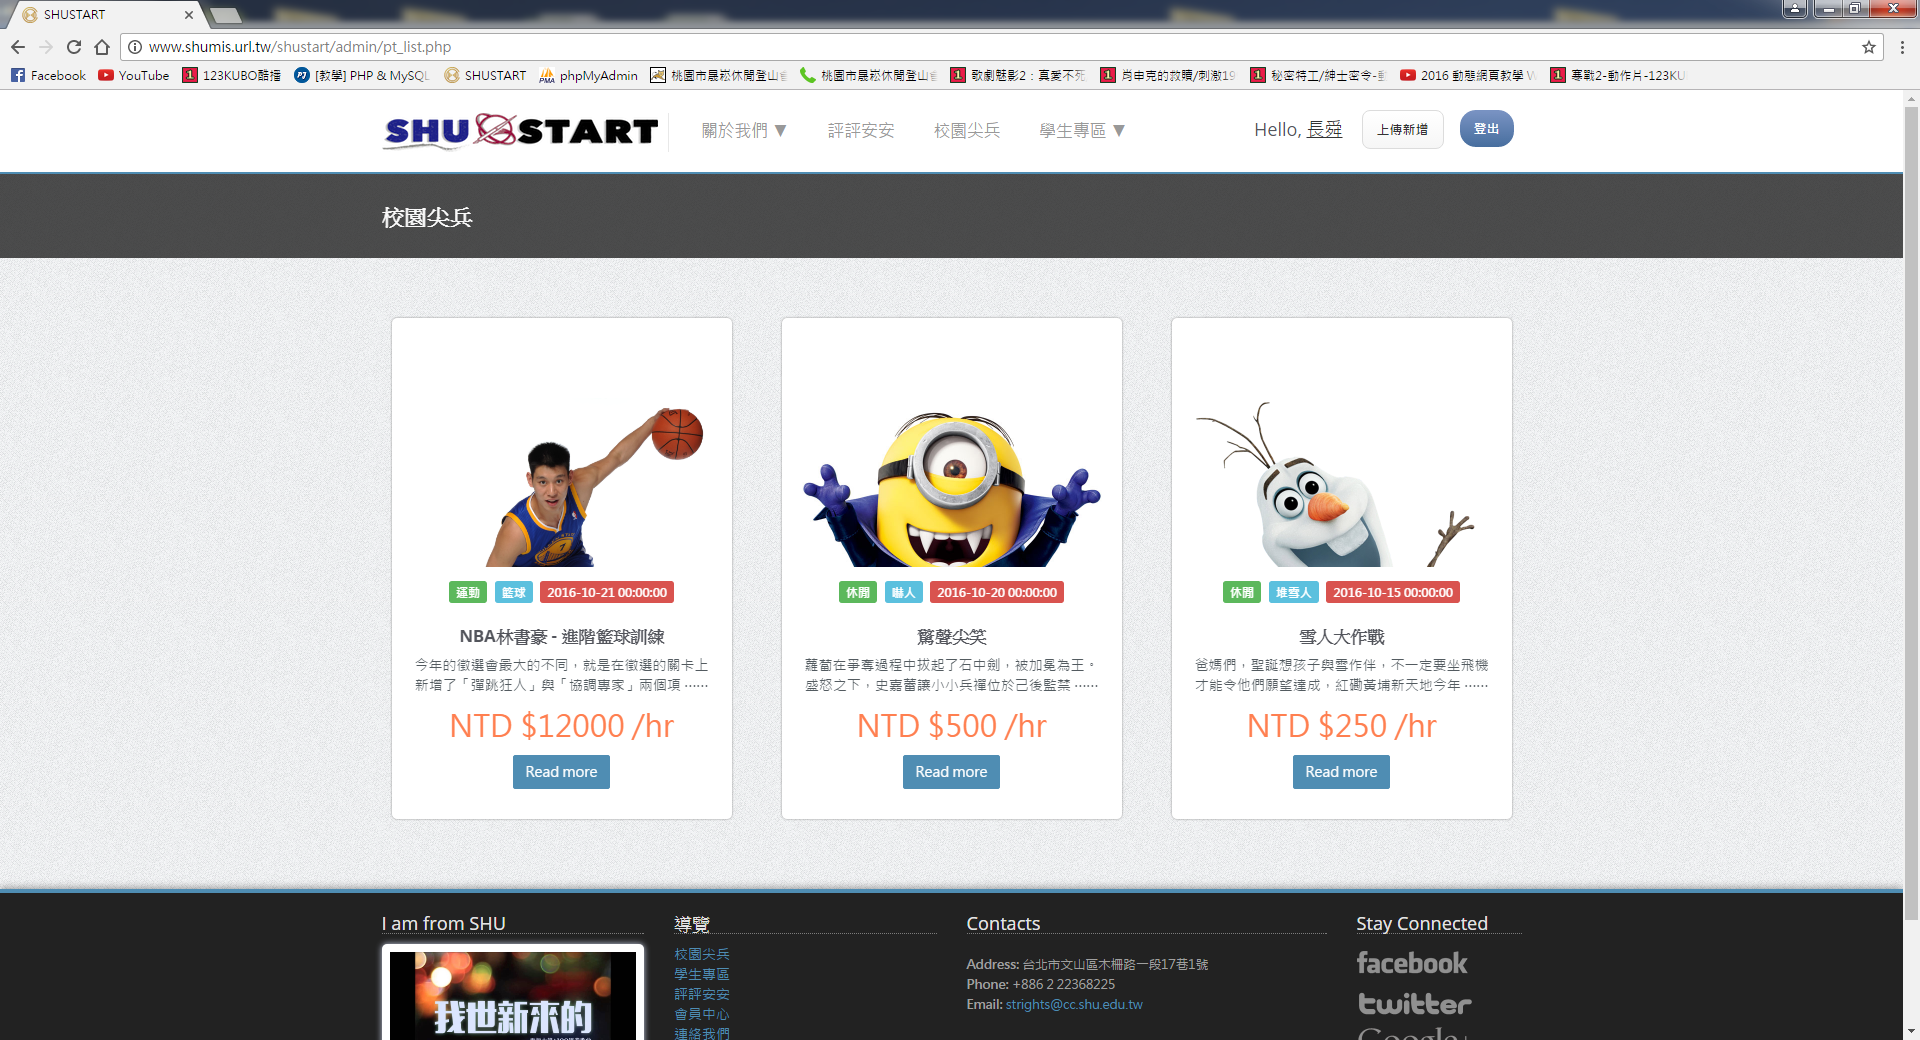 SHUSTART
www.shumis.url.tw/shustart/admin/pt_list.php
Facebook YouTube 123KUBO酷播 [教學] PHP & MySQL SHUSTART phpMyAdmin 桃園市晨崧休閒登山會 桃園市晨崧休閒登山會 歌劇魅影2：真愛不死 肖申克的救贖/刺激19 秘密特工/紳士密令-動 2016 動態網頁教學 W 寒戰2-動作片-123KU
SHU START 關於我們 ▼ 評評安安 校園尖兵 學生專區 ▼ Hello, 長舜 上傳新增 登出
校園尖兵
運動 籃球 2016-10-21 00:00:00
NBA林書豪 - 進階籃球訓練
今年的徵選會最大的不同，就是在徵選的關卡上
新增了「彈跳狂人」與「協調專家」兩個項 ⋯⋯
NTD $12000 /hr
Read more
休閒 嚇人 2016-10-20 00:00:00
驚聲尖笑
蘿蔔在爭奪過程中拔起了石中劍，被加冕為王。
盛怒之下，史嘉蕾讓小小兵禪位於己後監禁 ⋯⋯
NTD $500 /hr
Read more
休閒 堆雪人 2016-10-15 00:00:00
雪人大作戰
爸媽們，聖誕想孩子與雪作伴，不一定要坐飛機
才能令他們願望達成，紅磡黃埔新天地今年 ⋯⋯
NTD $250 /hr
Read more
I am from SHU
我世新來的
導覽
校園尖兵
學生專區
評評安安
會員中心
連絡我們
Contacts
Address: 台北市文山區木柵路一段17巷1號
Phone: +886 2 22368225
Email: strights@cc.shu.edu.tw
Stay Connected
facebook
twitter
Google+